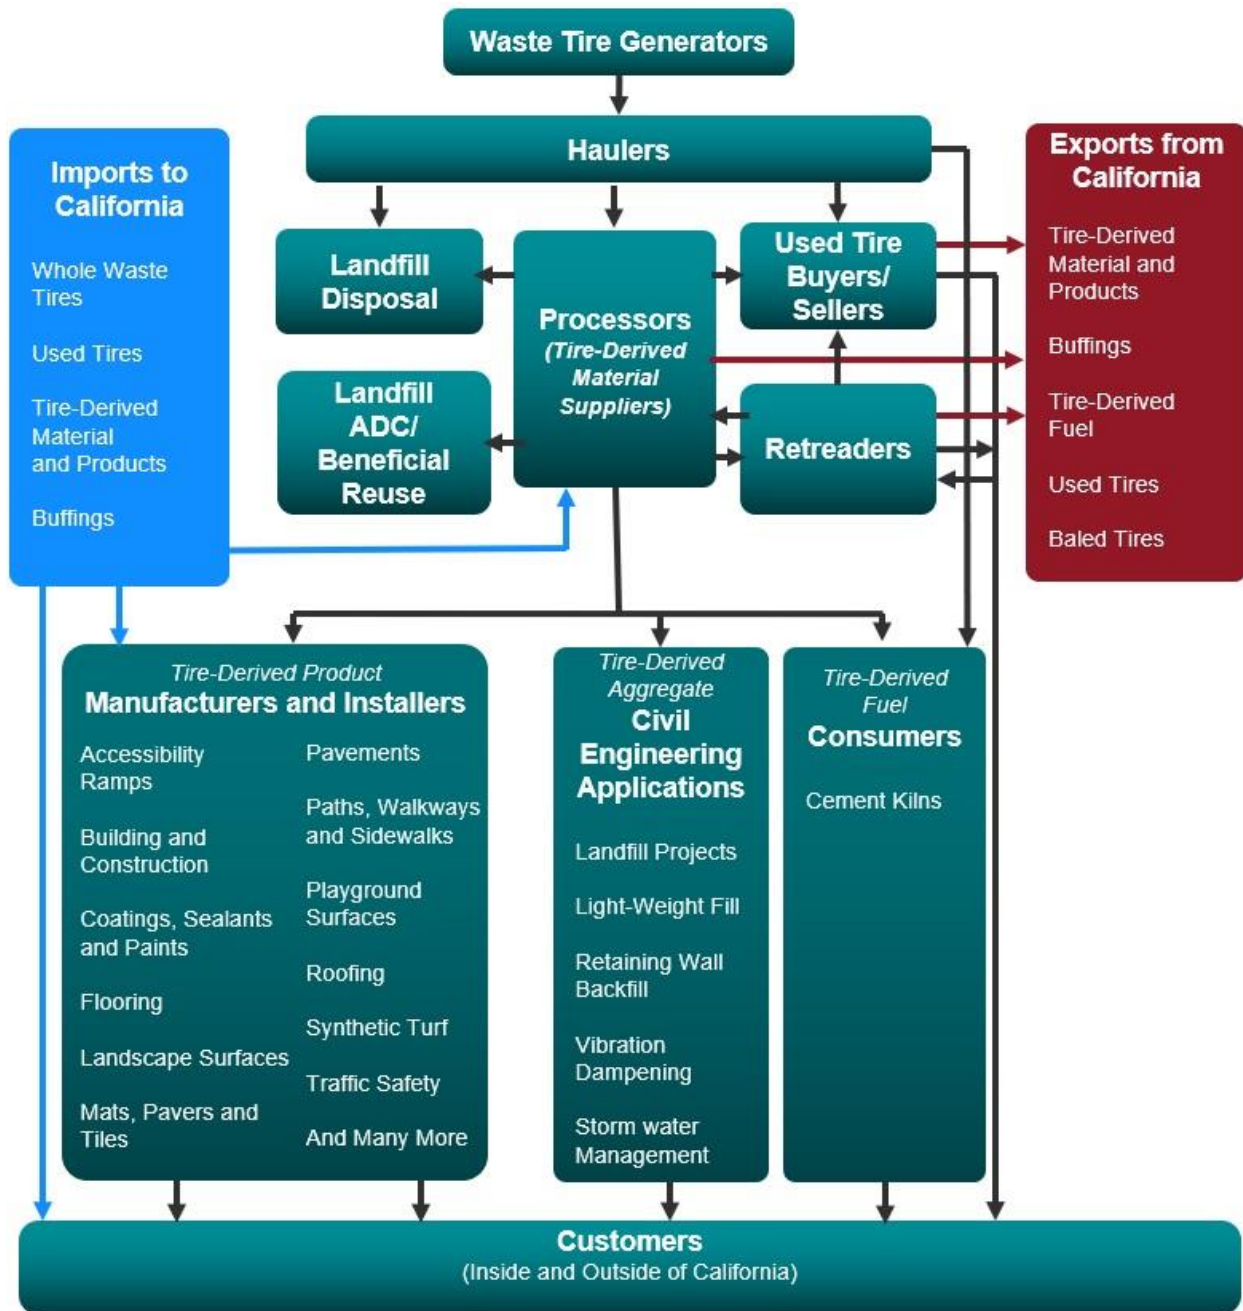 Waste Tire Generators
Haulers
Imports to
California
Whole Waste
Tires
Used Tires
Tire-Derived
Material
and Products
Buffings
Landfill
Disposal
Landfill
ADC/
Beneficial
Reuse
Processors
(Tire-Derived
Material
Suppliers)
Used Tire
Buyers/
Sellers
Retreaders
Exports from
California
Tire-Derived
Material and
Products
Buffings
Tire-Derived
Fuel
Used Tires
Baled Tires
Tire-Derived Product
Manufacturers and Installers
Accessibility
Ramps
Building and
Construction
Coatings, Sealants
and Paints
Flooring
Landscape Surfaces
Mats, Pavers and
Tiles
Pavements
Paths, Walkways
and Sidewalks
Playground
Surfaces
Roofing
Synthetic Turf
Traffic Safety
And Many More
Tire-Derived
Aggregate
Civil
Engineering
Applications
Landfill Projects
Light-Weight Fill
Retaining Wall
Backfill
Vibration
Dampening
Storm water
Management
Tire-Derived
Fuel
Consumers
Cement Kilns
Customers
(Inside and Outside of California)